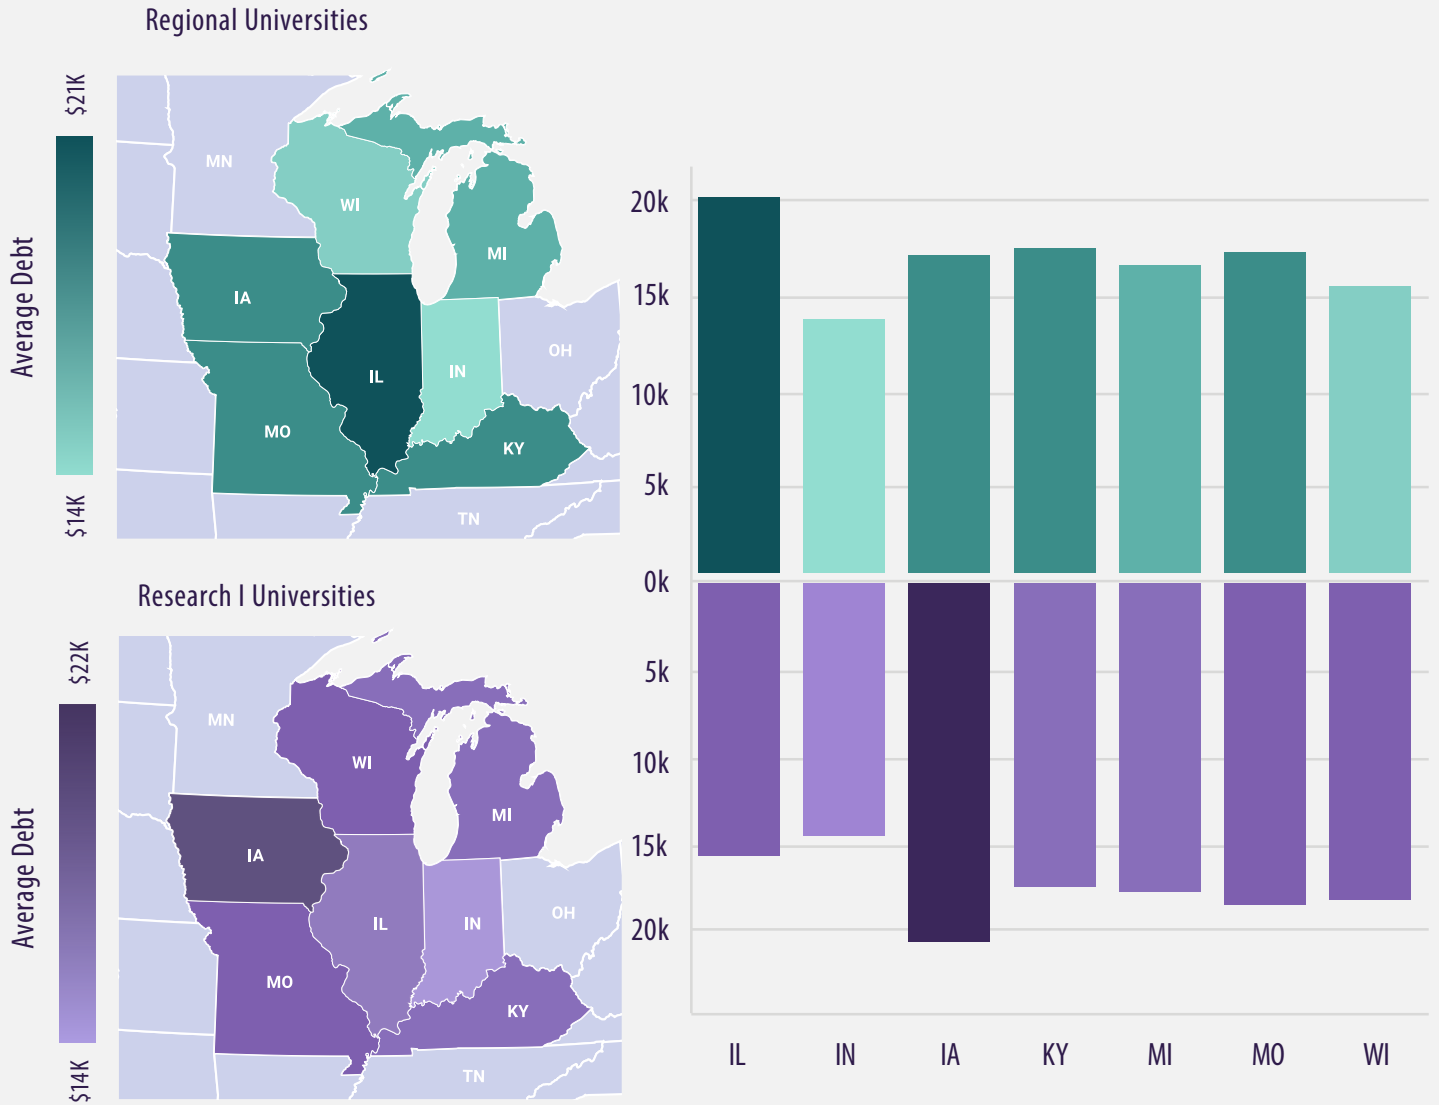 Regional Universities
$21K
Average Debt
$14K
MN
WI
MI
IA
IL
IN
OH
MO
KY
TN
Research I Universities
$22K
Average Debt
$14K
MN
WI
MI
IA
IL
IN
OH
MO
KY
TN
20k
15k
10k
5k
0k
5k
10k
15k
20k
IL IN IA KY MI MO WI